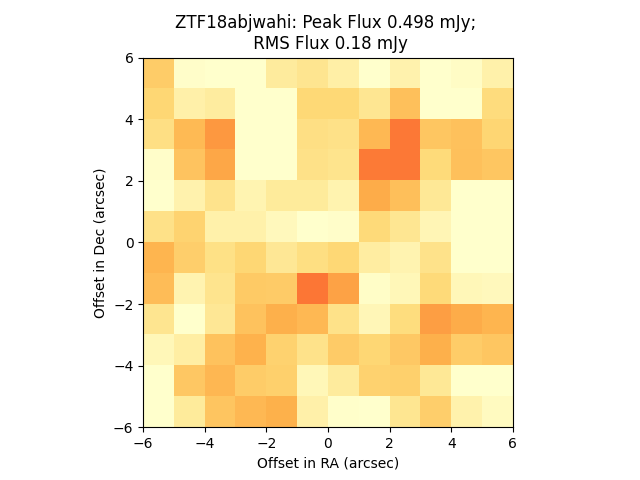 ZTF18abjwahi: Peak Flux 0.498 mJy;
RMS Flux 0.18 mJy
6
4
2
0
−2
−4
−6
Offset in Dec (arcsec)
−6 −4 −2 0 2 4 6
Offset in RA (arcsec)